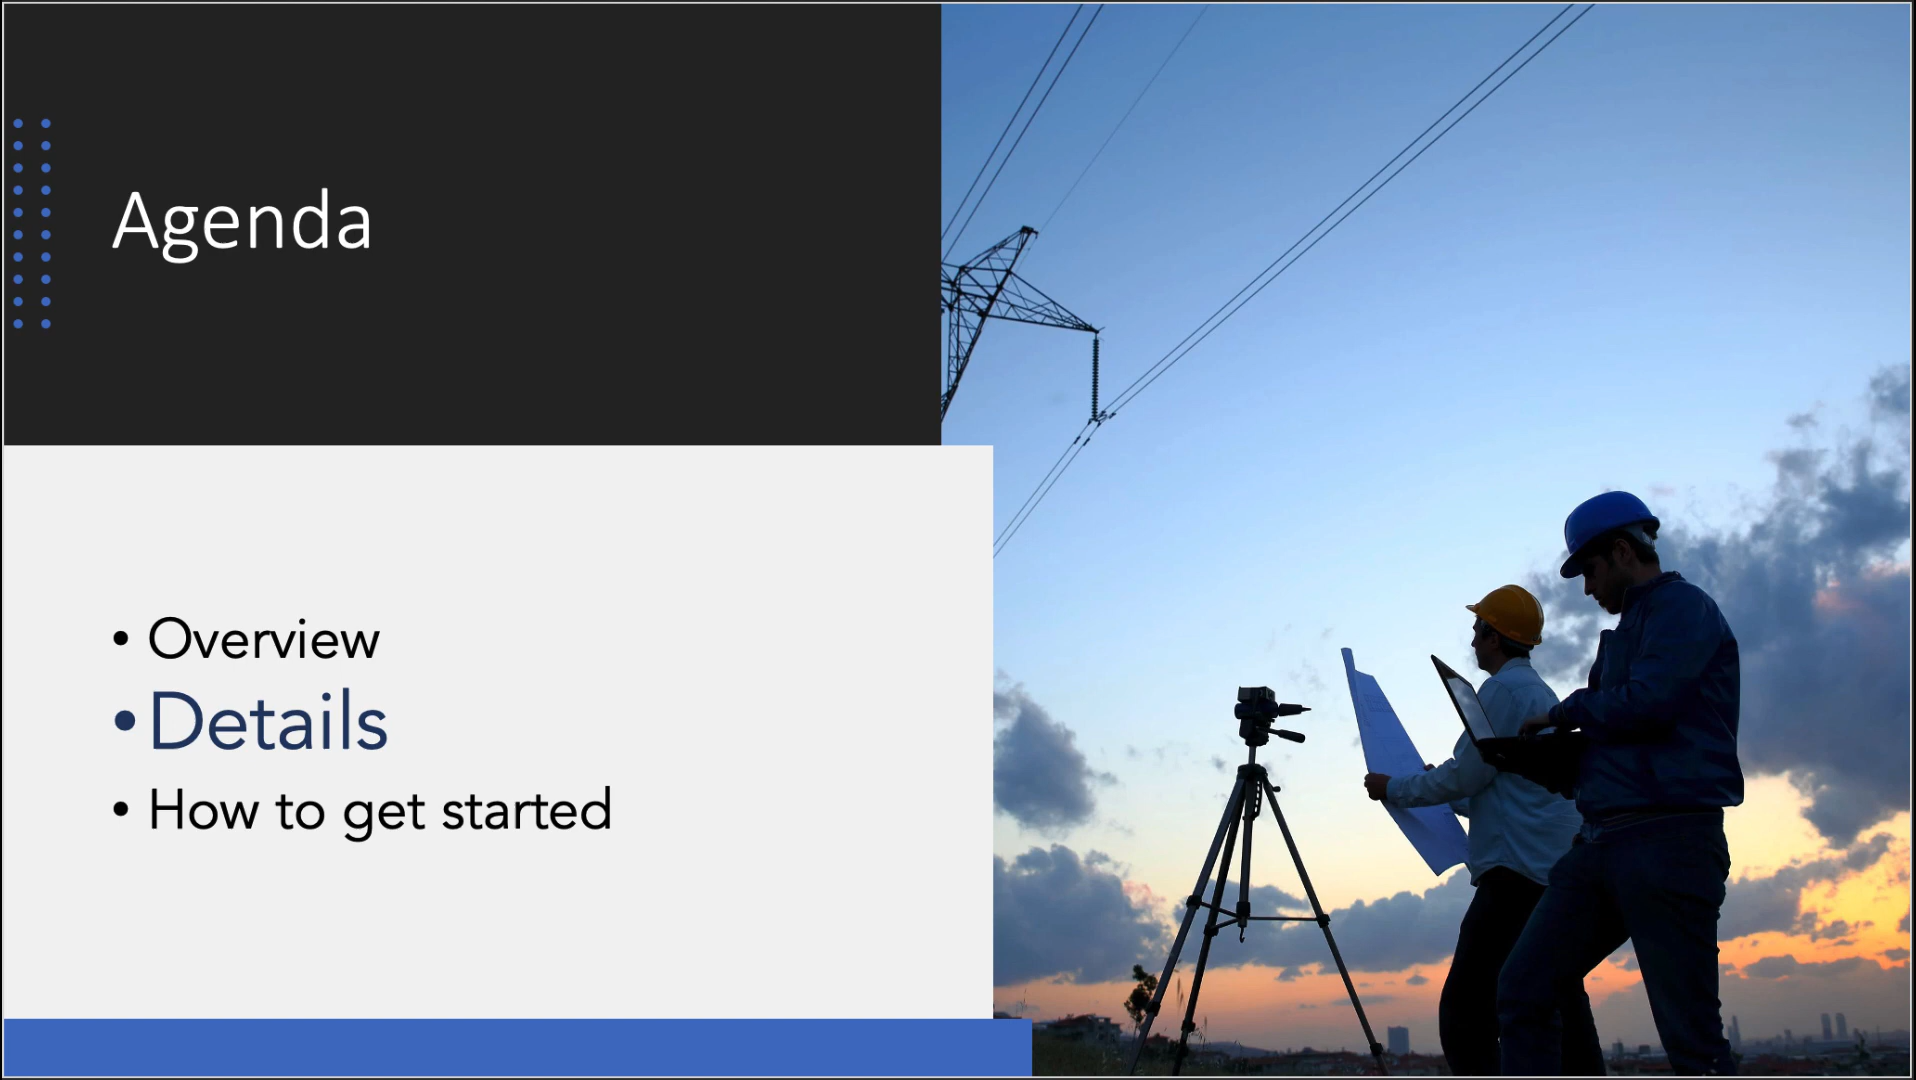 Agenda
• Overview
• Details
• How to get started